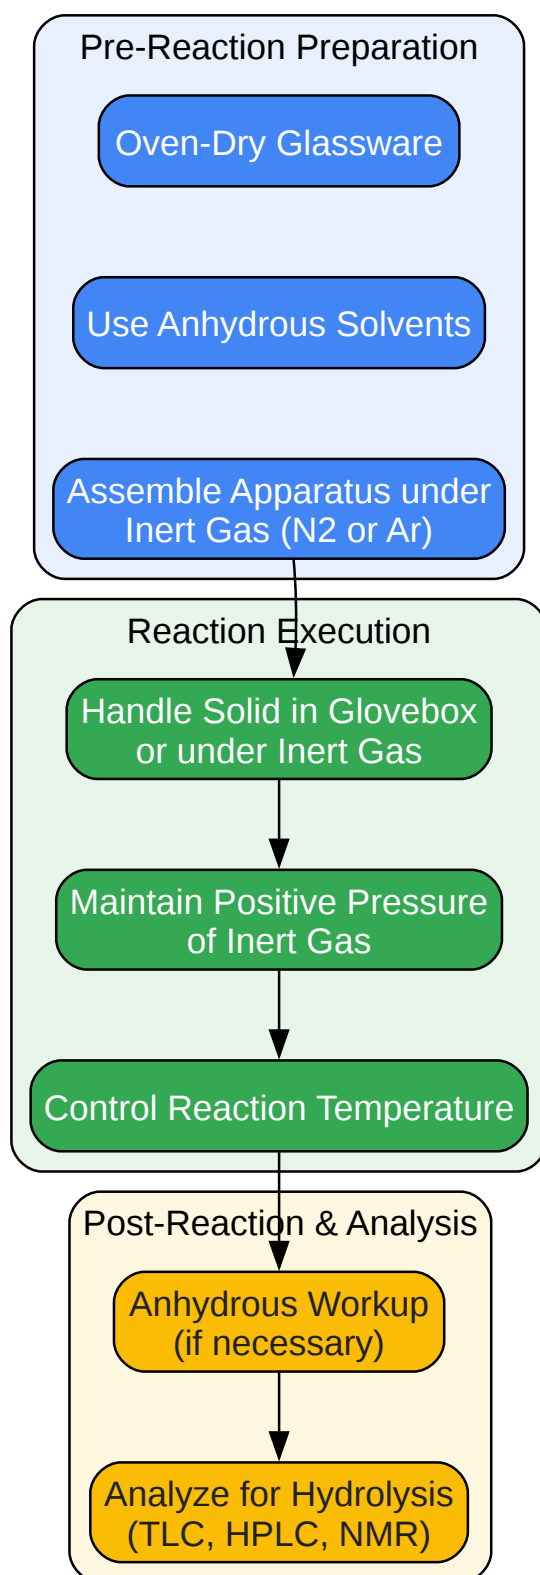 Pre-Reaction Preparation
Oven-Dry Glassware
Use Anhydrous Solvents
Assemble Apparatus under
Inert Gas (N2 or Ar)
Reaction Execution
Handle Solid in Glovebox
or under Inert Gas
Maintain Positive Pressure
of Inert Gas
Control Reaction Temperature
Post-Reaction & Analysis
Anhydrous Workup
(if necessary)
Analyze for Hydrolysis
(TLC, HPLC, NMR)